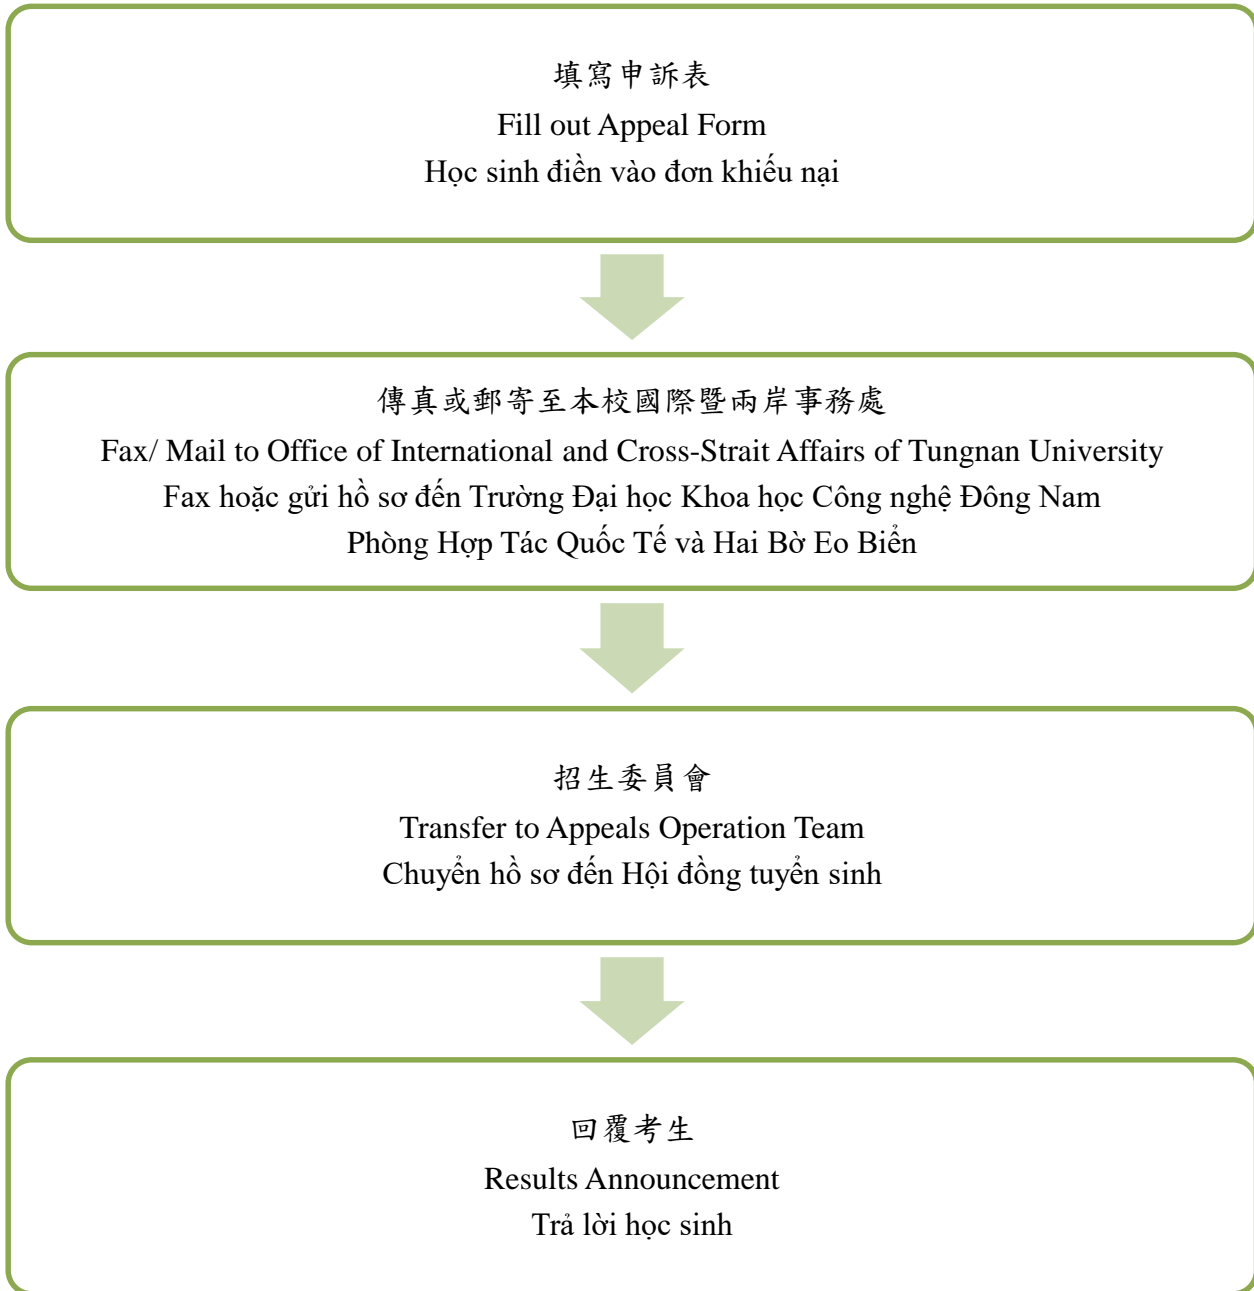 填寫申訴表
Fill out Appeal Form
Học sinh điền vào đơn khiếu nại
傳真或郵寄至本校國際暨兩岸事務處
Fax/ Mail to Office of International and Cross-Strait Affairs of Tungnan University
Fax hoặc gửi hồ sơ đến Trường Đại học Khoa học Công nghệ Đông Nam
Phòng Hợp Tác Quốc Tế và Hai Bờ Eo Biển
招生委員會
Transfer to Appeals Operation Team
Chuyển hồ sơ đến Hội đồng tuyển sinh
回覆考生
Results Announcement
Trả lời học sinh